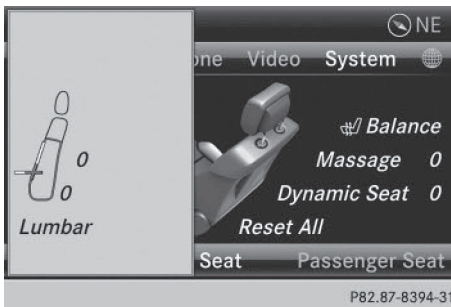 NE
Video System
0
0
Lumbar
Balance
Massage 0
Dynamic Seat 0
Reset All
Seat Passenger Seat
P82.87-8394-31